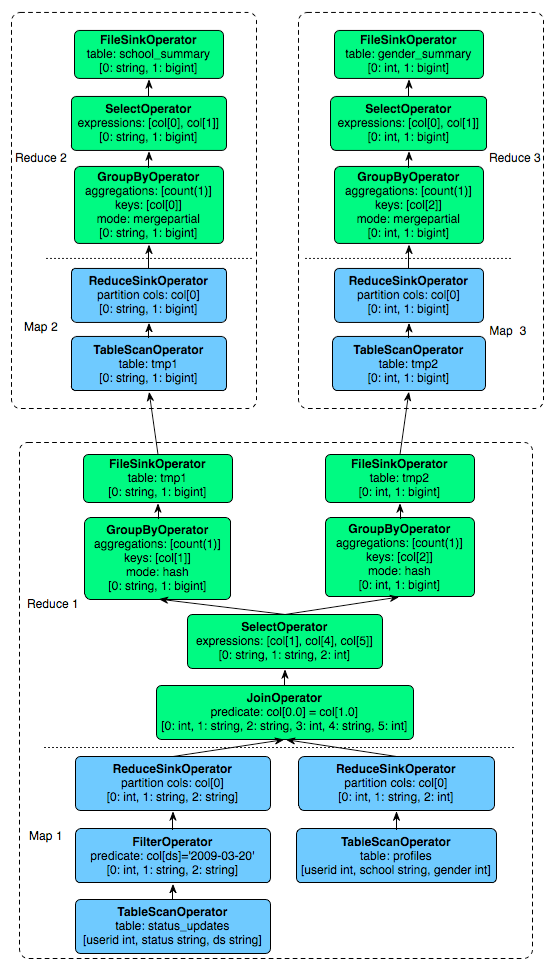 FileSinkOperator
table: school_summary
[0: string, 1: bigint]
SelectOperator
expressions: [col[0], col[1]]
[0: string, 1: bigint]
Reduce 2
GroupByOperator
aggregations: [count(1)]
keys: [col[0]]
mode: mergepartial
[0: string, 1: bigint]
ReduceSinkOperator
partition cols: col[0]
[0: string, 1: bigint]
Map 2
TableScanOperator
table: tmp1
[0: string, 1: bigint]
FileSinkOperator
table: gender_summary
[0: int, 1: bigint]
SelectOperator
expressions: [col[0], col[1]]
[0: int, 1: bigint]
Reduce 3
GroupByOperator
aggregations: [count(1)]
keys: [col[2]]
mode: mergepartial
[0: int, 1: bigint]
ReduceSinkOperator
partition cols: col[0]
[0: int, 1: bigint]
Map 3
TableScanOperator
table: tmp2
[0: int, 1: bigint]
FileSinkOperator
table: tmp1
[0: string, 1: bigint]
FileSinkOperator
table: tmp2
[0: int, 1: bigint]
GroupByOperator
aggregations: [count(1)]
keys: [col[1]]
mode: hash
[0: string, 1: bigint]
GroupByOperator
aggregations: [count(1)]
keys: [col[2]]
mode: hash
[0: int, 1: bigint]
Reduce 1
SelectOperator
expressions: [col[1], col[4], col[5]]
[0: string, 1: string, 2: int]
JoinOperator
predicate: col[0.0] = col[1.0]
[0: int, 1: string, 2: string, 3: int, 4: string, 5: int]
ReduceSinkOperator
partition cols: col[0]
[0: int, 1: string, 2: string]
ReduceSinkOperator
partition cols: col[0]
[0: int, 1: string, 2: int]
Map 1
FilterOperator
predicate: col[ds]='2009-03-20'
[0: int, 1: string, 2: string]
TableScanOperator
table: profiles
[userid int, school string, gender int]
TableScanOperator
table: status_updates
[userid int, status string, ds string]